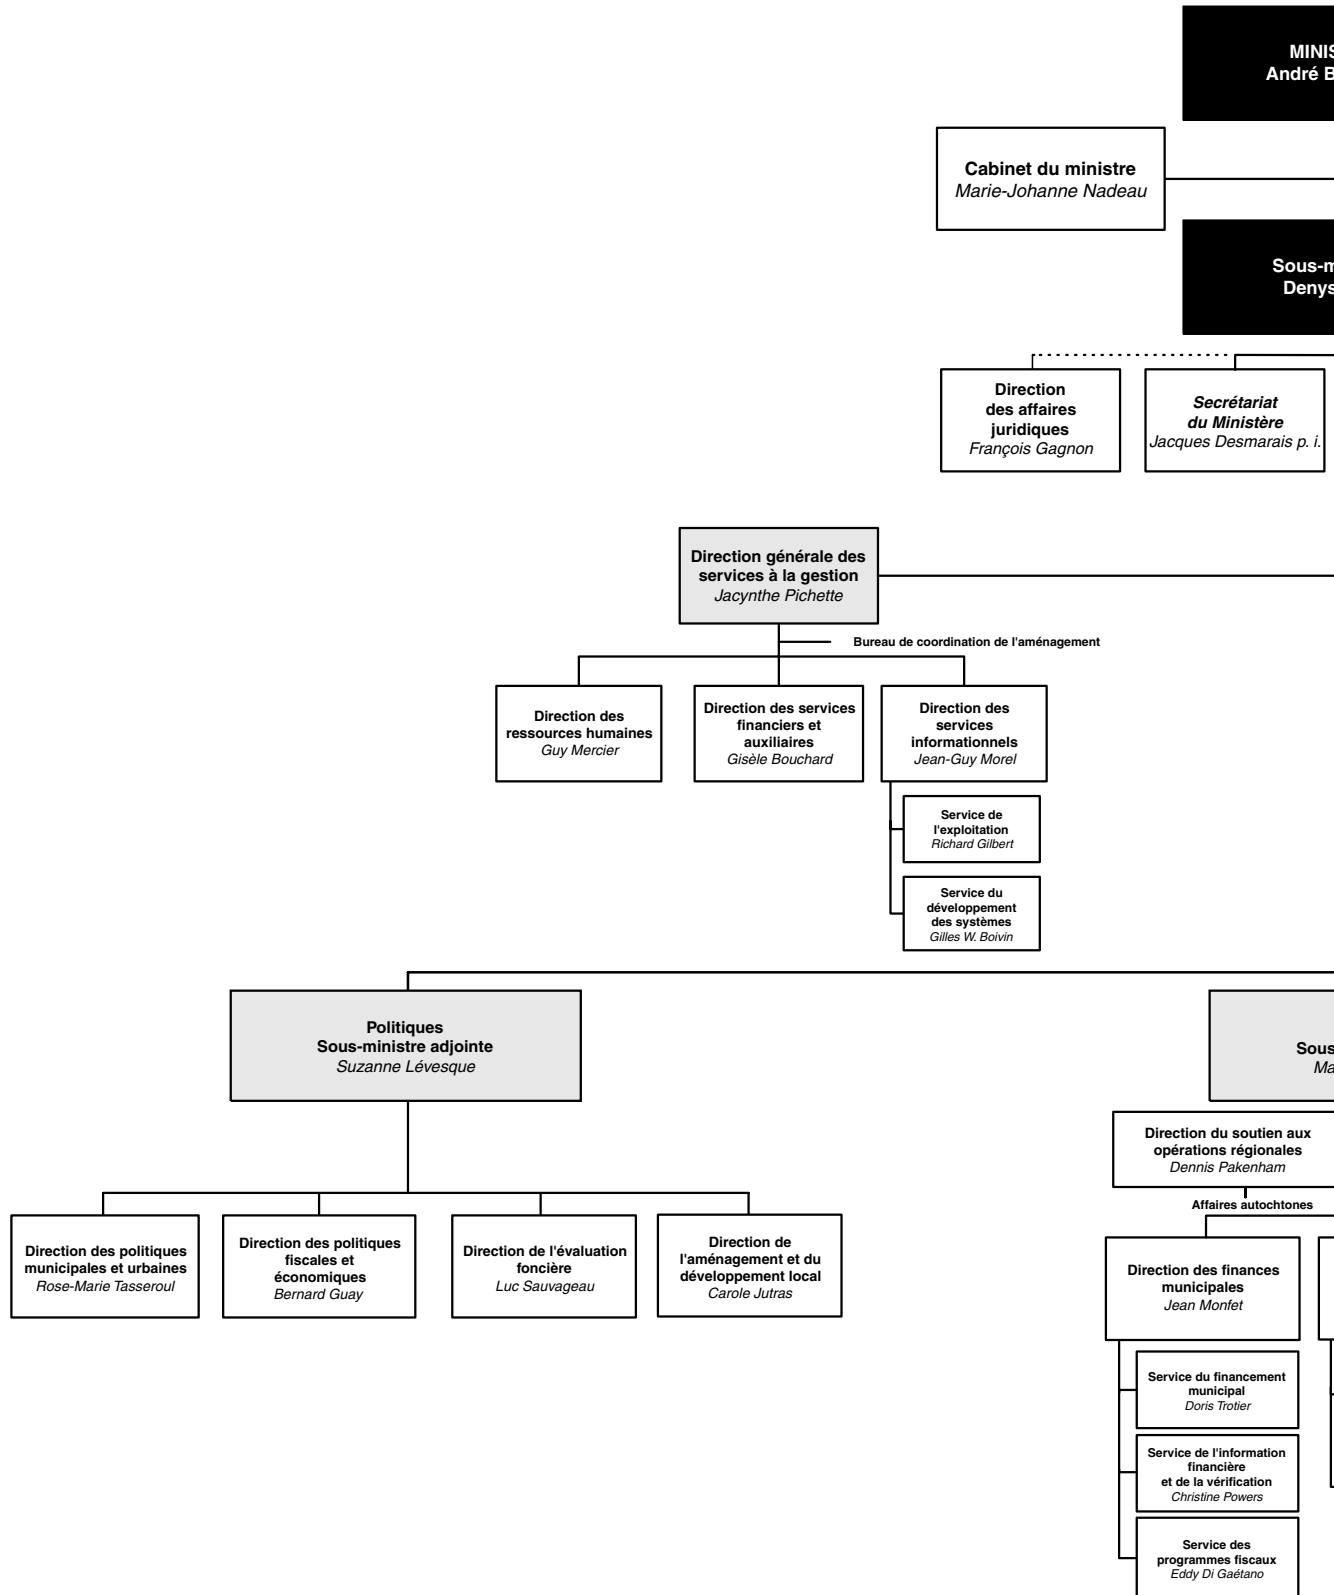 MINIS
André B
Cabinet du ministre
Marie-Johanne Nadeau
Sous-m
Denys
Direction
des affaires
juridiques
François Gagnon
Secrétariat
du Ministère
Jacques Desmarais p. i.
Direction générale des
services à la gestion
Jacynthe Pichette
Bureau de coordination de l'aménagement
Direction des
ressources humaines
Guy Mercier
Direction des services
financiers et
auxiliaires
Gisèle Bouchard
Direction des
services
informationnels
Jean-Guy Morel
Service de
l'exploitation
Richard Gilbert
Service du
développement
des systèmes
Gilles W. Boivin
Politiques
Sous-ministre adjointe
Suzanne Lévesque
Sous
Ma
Direction du soutien aux
opérations régionales
Dennis Pakenham
Affaires autochtones
Direction des politiques
municipales et urbaines
Rose-Marie Tasseroul
Direction des politiques
fiscales et
économiques
Bernard Guay
Direction de l'évaluation
foncière
Luc Sauvageau
Direction de
l'aménagement et du
développement local
Carole Jutras
Direction des finances
municipales
Jean Monfet
Service du financement
municipal
Doris Trotier
Service de l'information
financière
et de la vérification
Christine Powers
Service des
programmes fiscaux
Eddy Di Gaétano